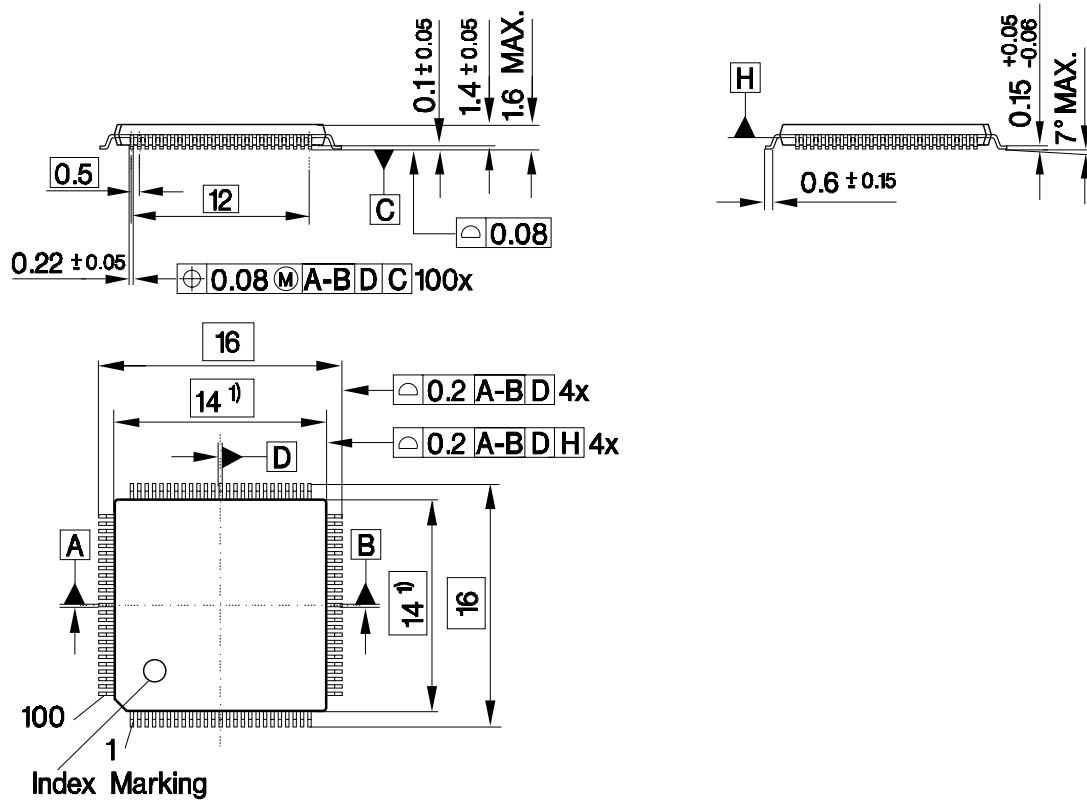 0.1 ± 0.05
1.4 ± 0.05
1.6 MAX.
H
0.15 +0.05 -0.06
7° MAX.
0.5
12
C
0.6 ± 0.15
⌓ 0.08
0.22 ± 0.05
⌖ 0.08 Ⓜ A-B D C 100x
16
⌓ 0.2 A-B D 4x
14 1)
⌓ 0.2 A-B D H 4x
D
A
B
14 1)
16
100
1
Index Marking